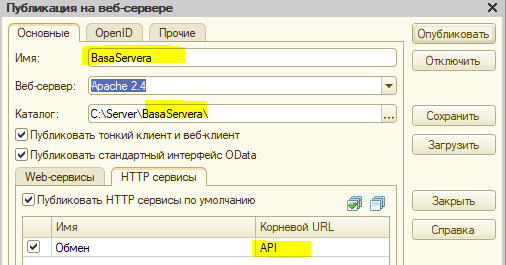 Публикация на веб-сервере
Основные OpenID Прочие
Опубликовать
Имя: BasaServera
Отключить
Веб-сервер: Apache 2.4
Каталог: C:\Server\BasaServera\ ...
Сохранить
Публиковать тонкий клиент и веб-клиент
Загрузить
Публиковать стандартный интерфейс OData
Web-сервисы HTTP сервисы
Публиковать HTTP сервисы по умолчанию
Закрыть
Имя Корневой URL
Справка
Обмен API